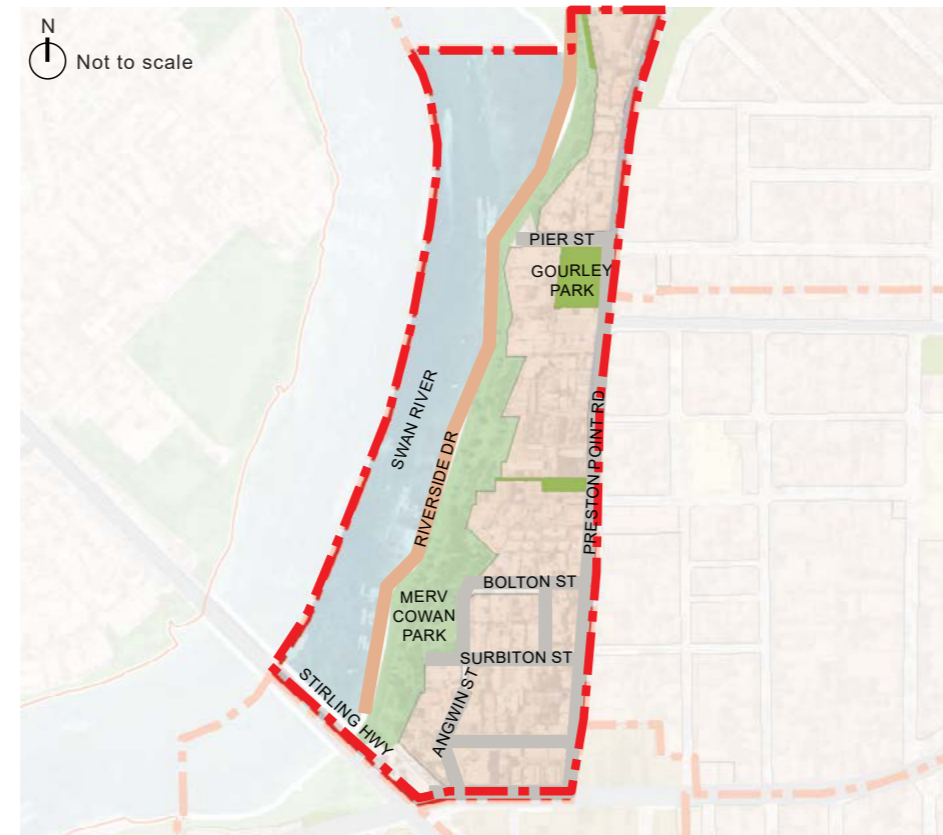 N
Not to scale
PIER ST
GOURLEY
PARK
SWAN RIVER
RIVERSIDE DR
PRESTON POINT RD
BOLTON ST
MERV
COWAN
PARK
SURBITON ST
ANGWIN ST
STIRLING HWY